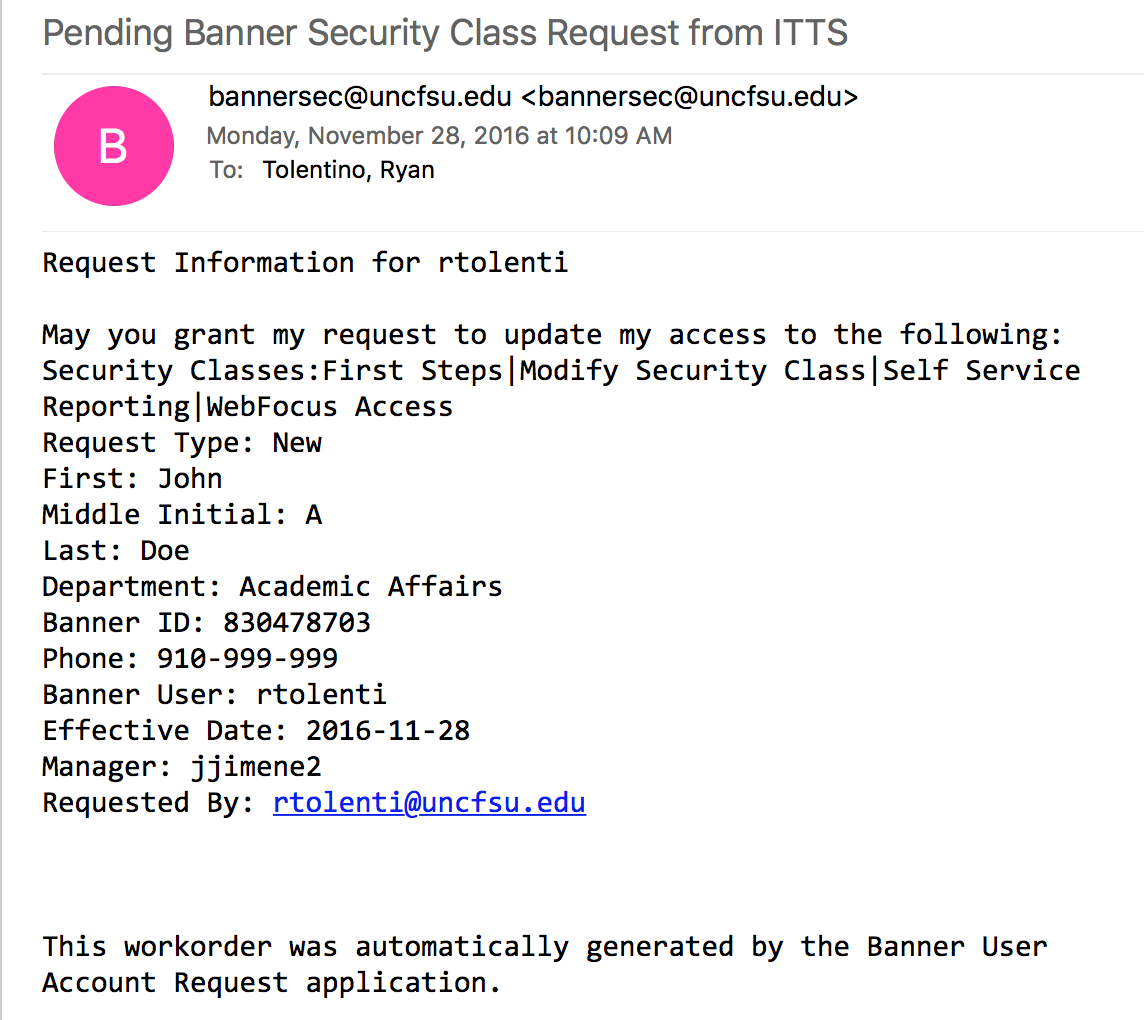 Pending Banner Security Class Request from ITTS
B
bannersec@uncfsu.edu <bannersec@uncfsu.edu>
Monday, November 28, 2016 at 10:09 AM
To: Tolentino, Ryan
Request Information for rtolenti
May you grant my request to update my access to the following:
Security Classes:First Steps|Modify Security Class|Self Service
Reporting|WebFocus Access
Request Type: New
First: John
Middle Initial: A
Last: Doe
Department: Academic Affairs
Banner ID: 830478703
Phone: 910-999-999
Banner User: rtolenti
Effective Date: 2016-11-28
Manager: jjimene2
Requested By: rtolenti@uncfsu.edu
This workorder was automatically generated by the Banner User
Account Request application.